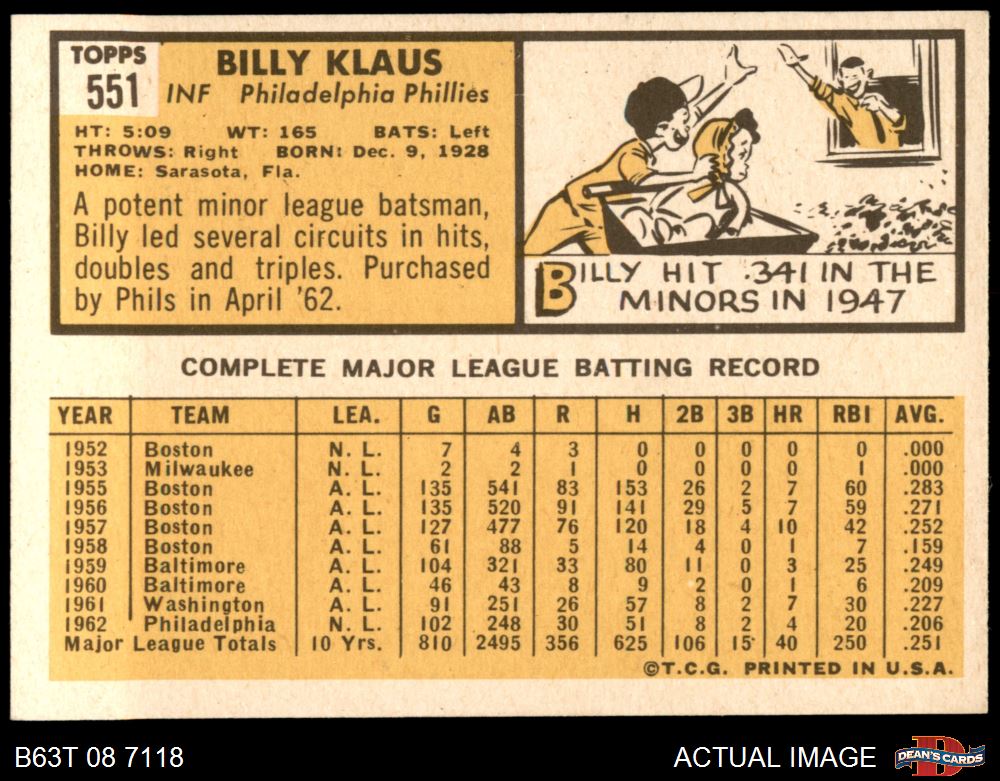 TOPPS
551
BILLY KLAUS
INF Philadelphia Phillies
HT: 5:09 WT: 165 BATS: Left
THROWS: Right BORN: Dec. 9, 1928
HOME: Sarasota, Fla.
A potent minor league batsman,
Billy led several circuits in hits,
doubles and triples. Purchased
by Phils in April '62.
BILLY HIT .341 IN THE
MINORS IN 1947
COMPLETE MAJOR LEAGUE BATTING RECORD
YEAR TEAM LEA. G AB R H 2B 3B HR RBI AVG.
1952 Boston N. L. 7 4 3 0 0 0 0 0 .000
1953 Milwaukee N. L. 2 2 1 0 0 0 0 1 .000
1955 Boston A. L. 135 541 83 153 26 2 7 60 .283
1956 Boston A. L. 135 520 91 141 29 5 7 59 .271
1957 Boston A. L. 127 477 76 120 18 4 10 42 .252
1958 Boston A. L. 61 88 5 14 4 0 1 7 .159
1959 Baltimore A. L. 104 321 33 80 11 0 3 25 .249
1960 Baltimore A. L. 46 43 8 9 2 0 1 6 .209
1961 Washington A. L. 91 251 26 57 8 2 7 30 .227
1962 Philadelphia N. L. 102 248 30 51 8 2 4 20 .206
Major League Totals 10 Yrs. 810 2495 356 625 106 15 40 250 .251
©T.C.G. PRINTED IN U.S.A.
B63T 08 7118 ACTUAL IMAGE
D
DEAN'S CARDS